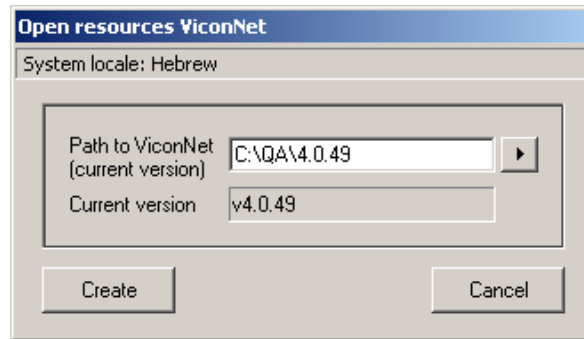 Open resources ViconNet
System locale: Hebrew
Path to ViconNet
(current version)
C:\QA\4.0.49
Current version
v4.0.49
Create
Cancel